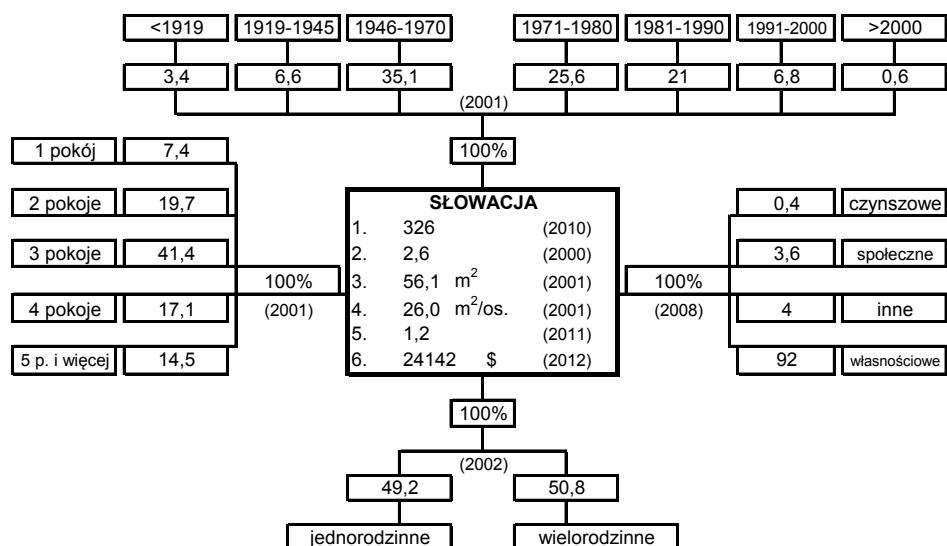 <1919 1919-1945 1946-1970 1971-1980 1981-1990 1991-2000 >2000
3,4 6,6 35,1 25,6 21 6,8 0,6
(2001)
100%
1 pokój 7,4
2 pokoje 19,7
3 pokoje 41,4
4 pokoje 17,1
5 p. i więcej 14,5
100%
(2001)
SŁOWACJA
1. 326 (2010)
2. 2,6 (2000)
3. 56,1 m² (2001)
4. 26,0 m²/os. (2001)
5. 1,2 (2011)
6. 24142 $ (2012)
100%
(2008)
0,4 czynszowe
3,6 społeczne
4 inne
92 własnościowe
100%
(2002)
49,2 50,8
jednorodzinne wielorodzinne